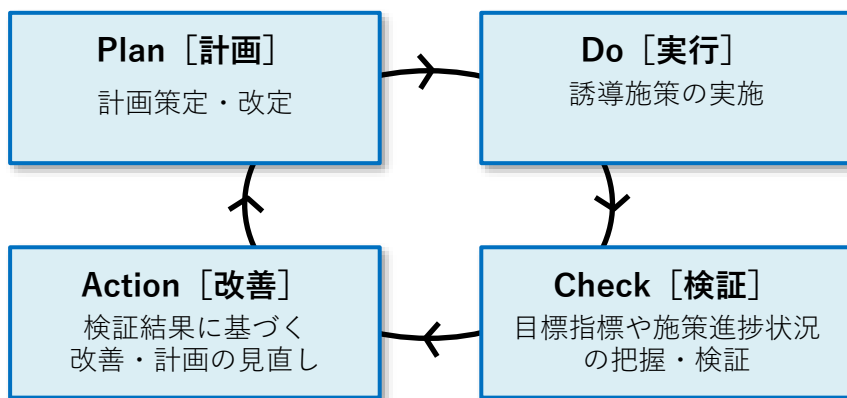 Plan［計画］
計画策定・改定
Do［実行］
誘導施策の実施
Check［検証］
目標指標や施策進捗状況
の把握・検証
Action［改善］
検証結果に基づく
改善・計画の見直し